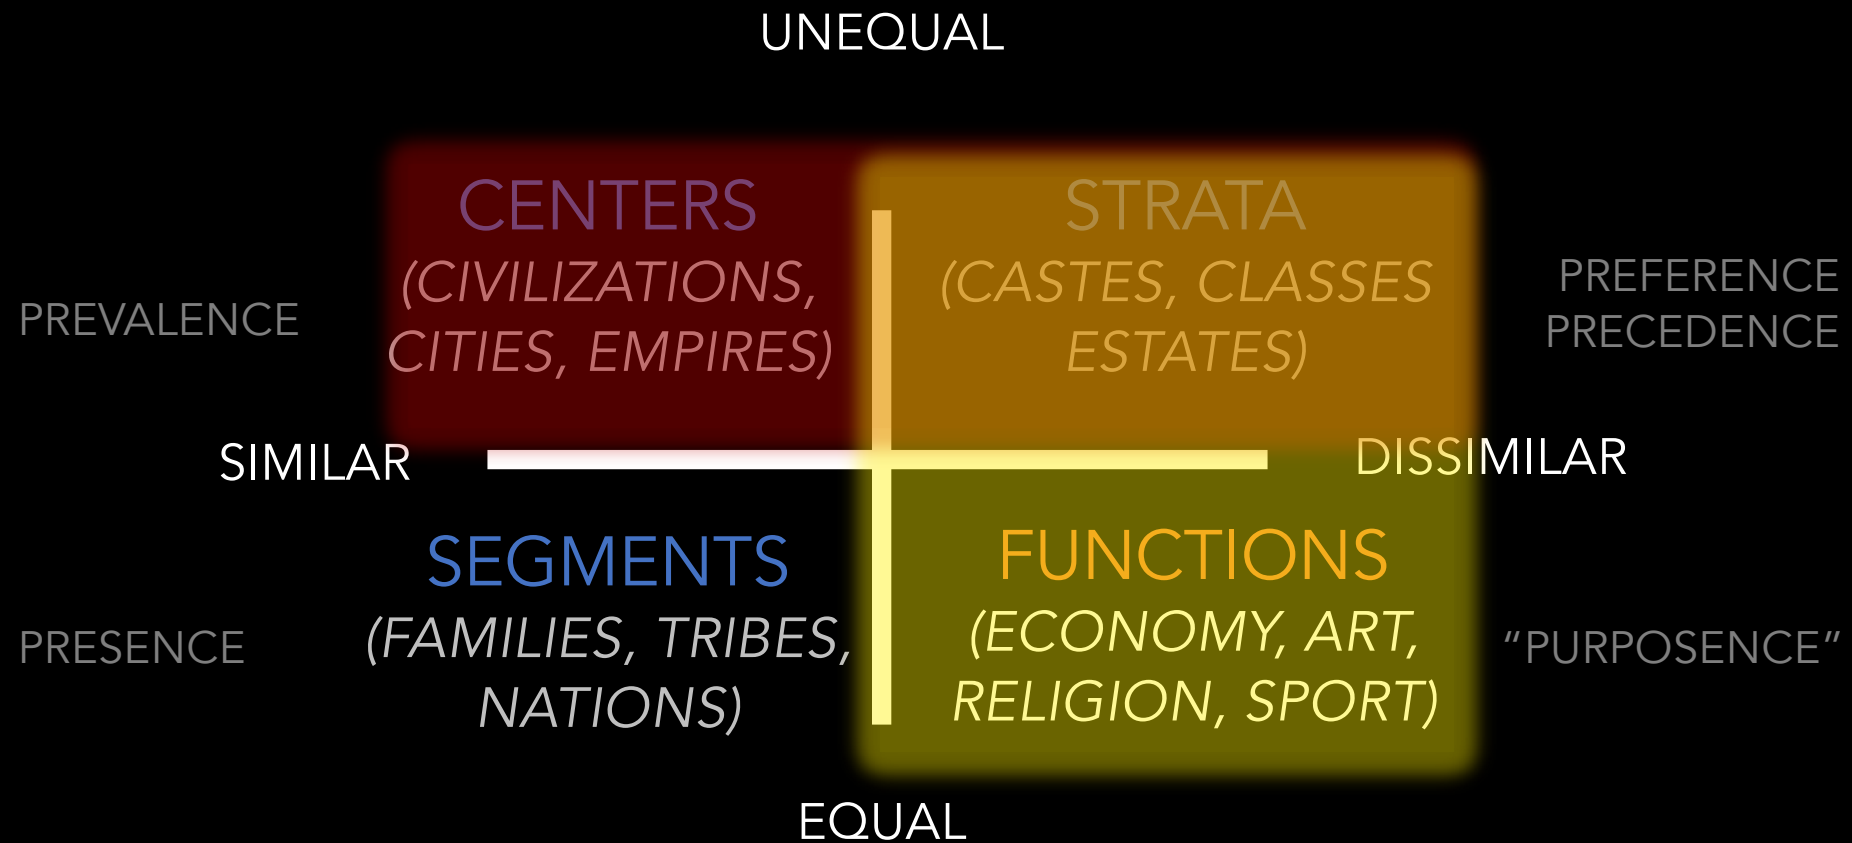 UNEQUAL
CENTERS
(CIVILIZATIONS,
CITIES, EMPIRES)
STRATA
(CASTES, CLASSES
ESTATES)
PREVALENCE
PREFERENCE
PRECEDENCE
SIMILAR
DISSIMILAR
SEGMENTS
(FAMILIES, TRIBES,
NATIONS)
FUNCTIONS
(ECONOMY, ART,
RELIGION, SPORT)
PRESENCE
“PURPOSENCE”
EQUAL